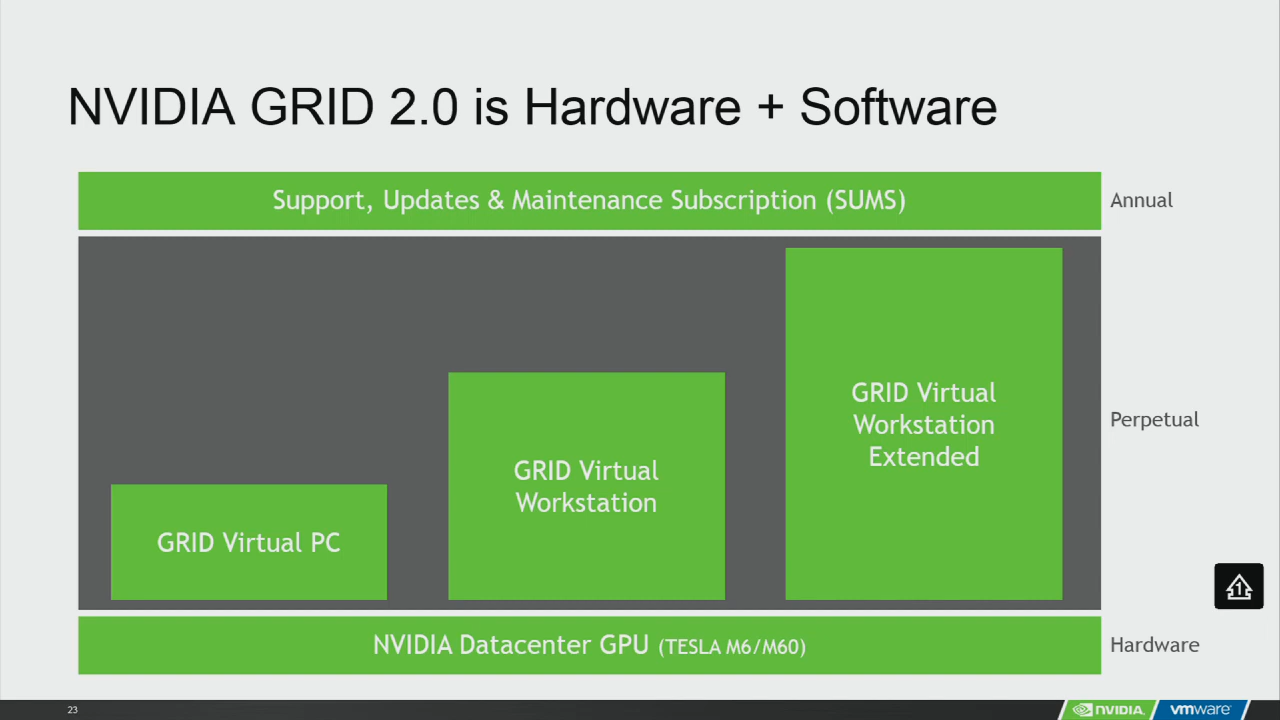 NVIDIA GRID 2.0 is Hardware + Software
Support, Updates & Maintenance Subscription (SUMS)
Annual
GRID Virtual
Workstation
Extended
Perpetual
GRID Virtual
Workstation
GRID Virtual PC
1
NVIDIA Datacenter GPU (TESLA M6/M60)
Hardware
23
NVIDIA.
vmware